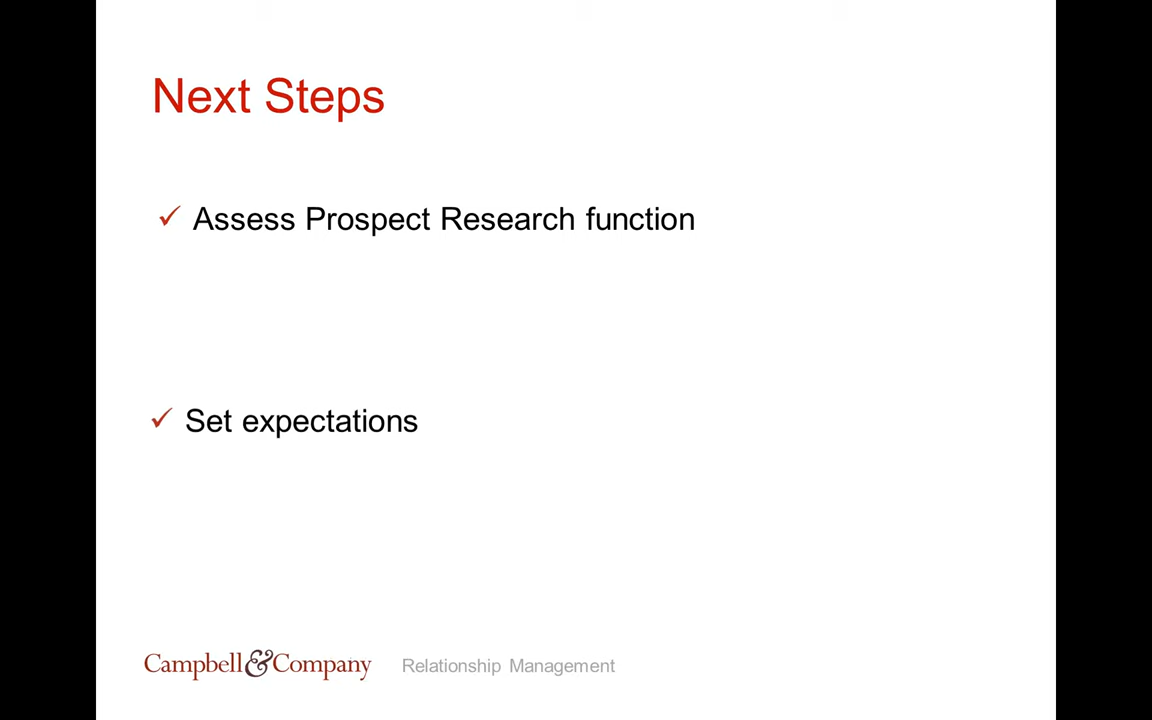 Next Steps
✓ Assess Prospect Research function
✓ Set expectations
Campbell&Company Relationship Management